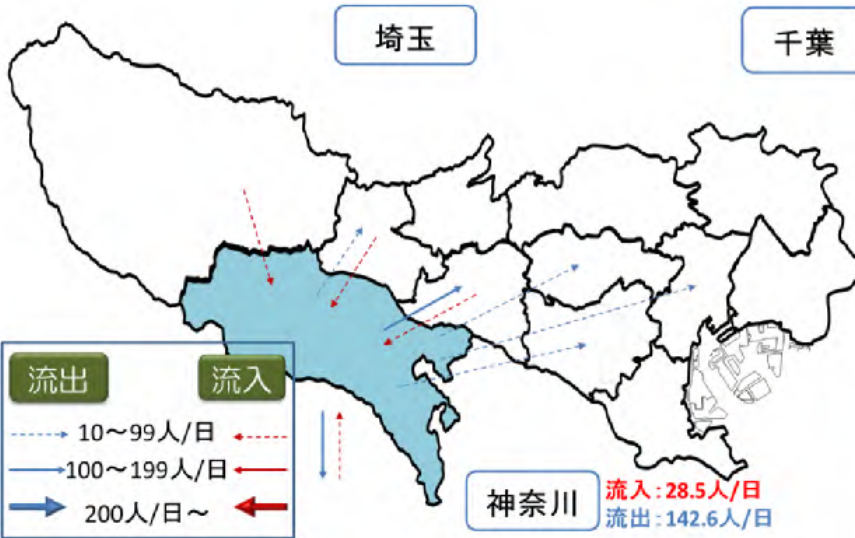 埼玉
千葉
流出 流入
10～99人/日
100～199人/日
200人/日～
神奈川
流入:28.5人/日
流出:142.6人/日